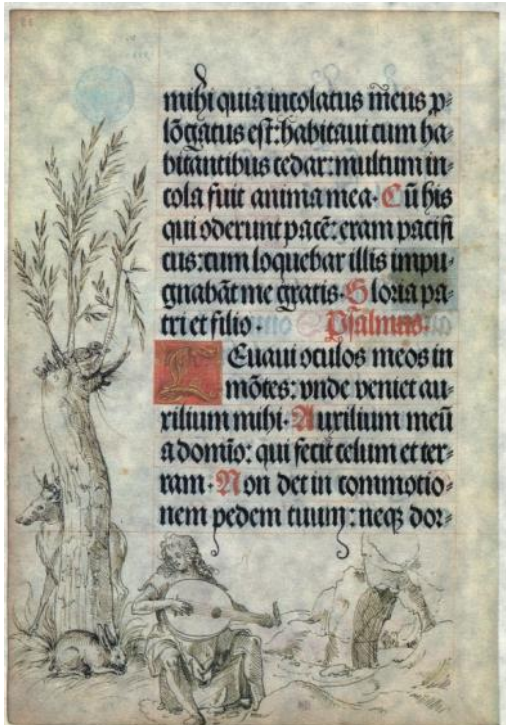 mihi quia incolatus me᷒us p⸗
lōgatus est: habitaui cum ha⸗
bitantibus cedar: multum in⸗
cola fuit anima mea. Cū his
qui oderunt pacē: eram pacifi
cus: cum loquebar illis impu⸗
gnabāt me gratis. Gloria pa⸗
tri et filio. Psalmus.
Leuaui oculos meos in
mōtes: vnde veniet au⸗
xilium mihi. Auxilium meū
a domīo: qui fecit celum et ter⸗
ram. Non det in commotio⸗
nem pedem tuum: neqꝫ dor⸗